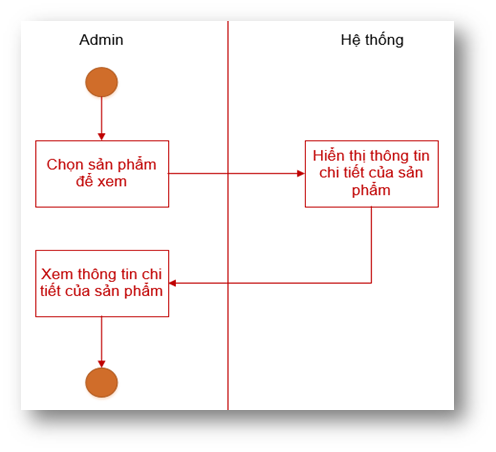 Admin
Hệ thống
Chọn sản phẩm
để xem
Hiển thị thông tin
chi tiết của sản
phẩm
Xem thông tin chi
tiết của sản phẩm